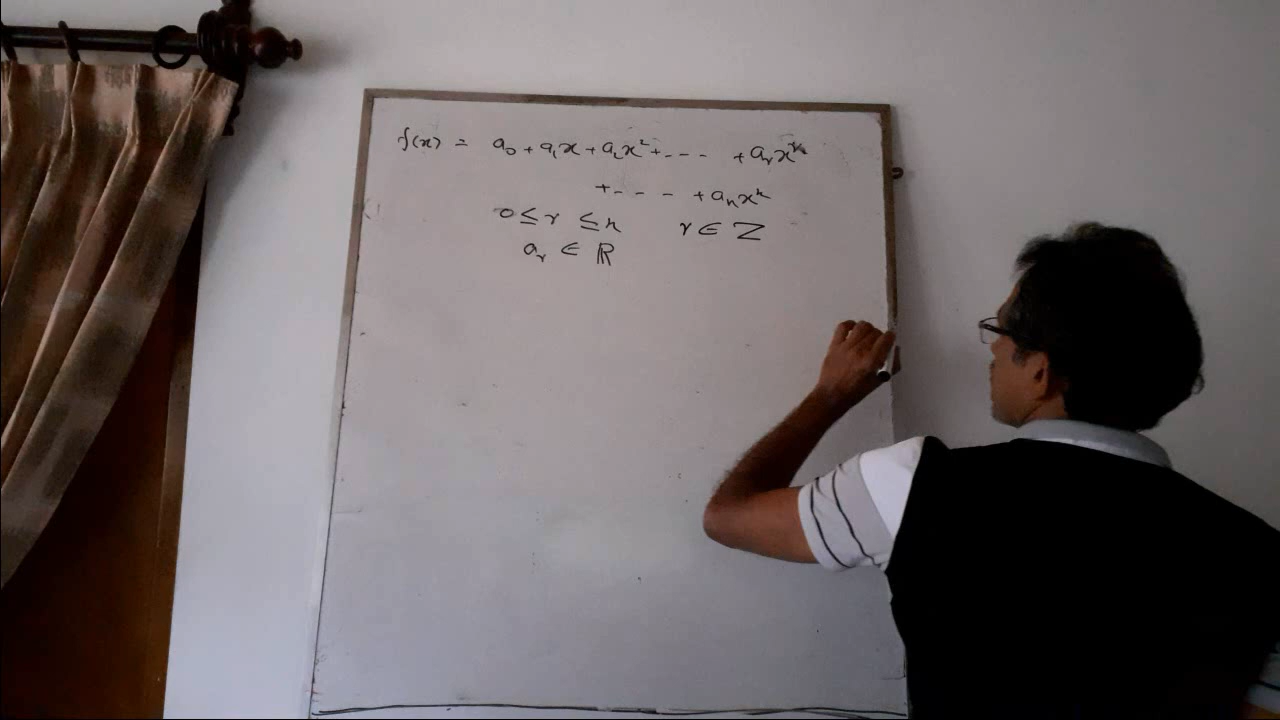 f(x) = a₀ + a₁x + a₂x² + - - - + aᵣxʳ
+ - - - + aₙxⁿ
0 ≤ r ≤ n r ∈ ℤ
aᵣ ∈ ℝ